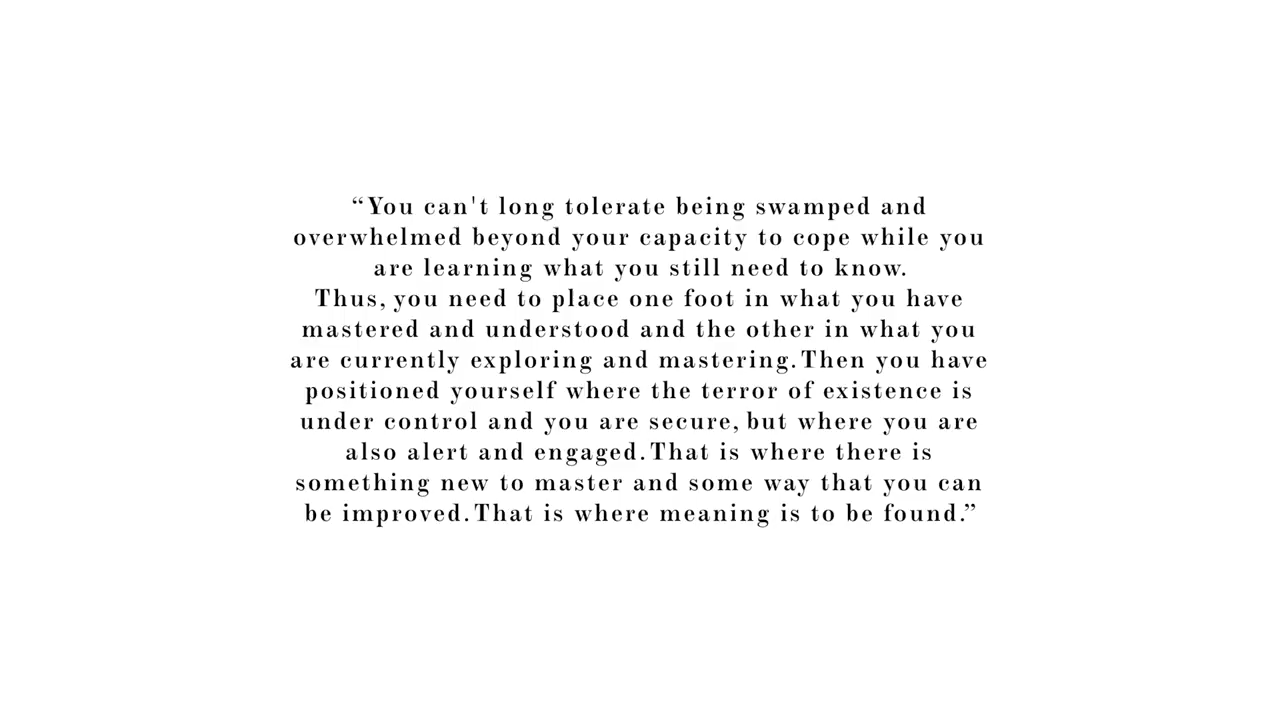 “You can't long tolerate being swamped and
overwhelmed beyond your capacity to cope while you
are learning what you still need to know.
Thus, you need to place one foot in what you have
mastered and understood and the other in what you
are currently exploring and mastering. Then you have
positioned yourself where the terror of existence is
under control and you are secure, but where you are
also alert and engaged. That is where there is
something new to master and some way that you can
be improved. That is where meaning is to be found.”